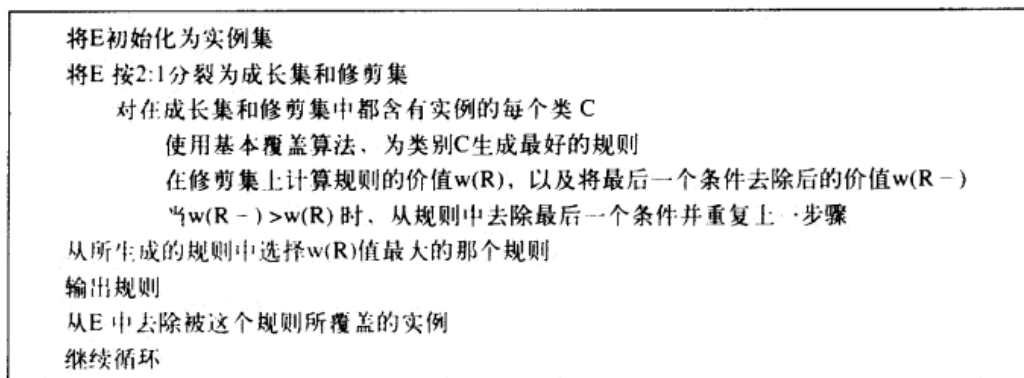 将E初始化为实例集
将E 按2:1分裂为成长集和修剪集
对在成长集和修剪集中都含有实例的每个类 C
使用基本覆盖算法、为类别C生成最好的规则
在修剪集上计算规则的价值w(R)，以及将最后一个条件去除后的价值w(R－)
当w(R－)>w(R) 时、从规则中去除最后一个条件并重复上一步骤
从所生成的规则中选择w(R)值最大的那个规则
输出规则
从E 中去除被这个规则所覆盖的实例
继续循环